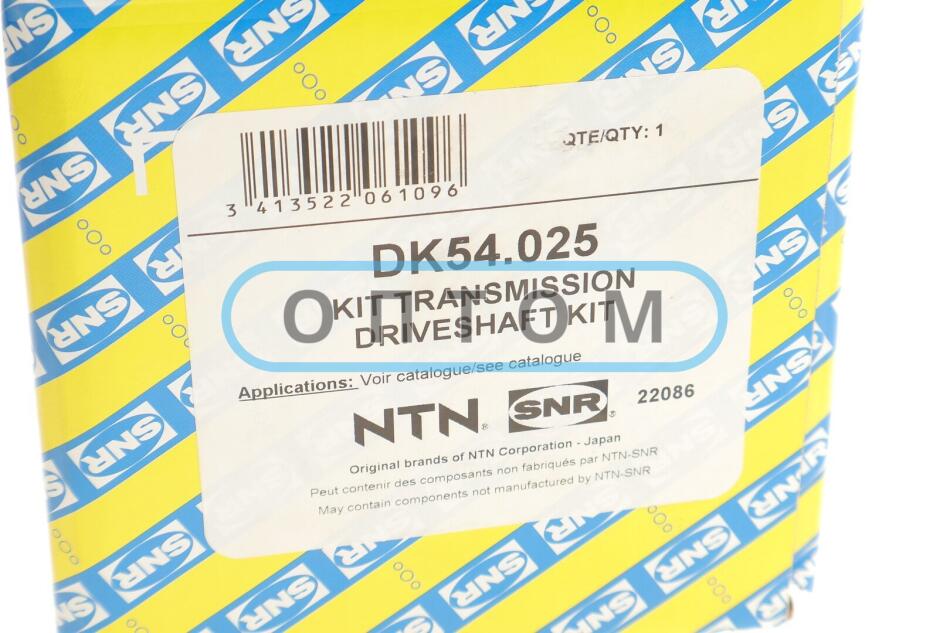 QTE/QTY: 1
3 413522 061096
DK54.025
KIT TRANSMISSION
DRIVESHAFT KIT
ОПТОМ
Applications: Voir catalogue/see catalogue
NTN® SNR® 22086
Original brands of NTN Corporation - Japan
Peut contenir des composants non fabriqués par NTN-SNR
May contain components not manufactured by NTN-SNR